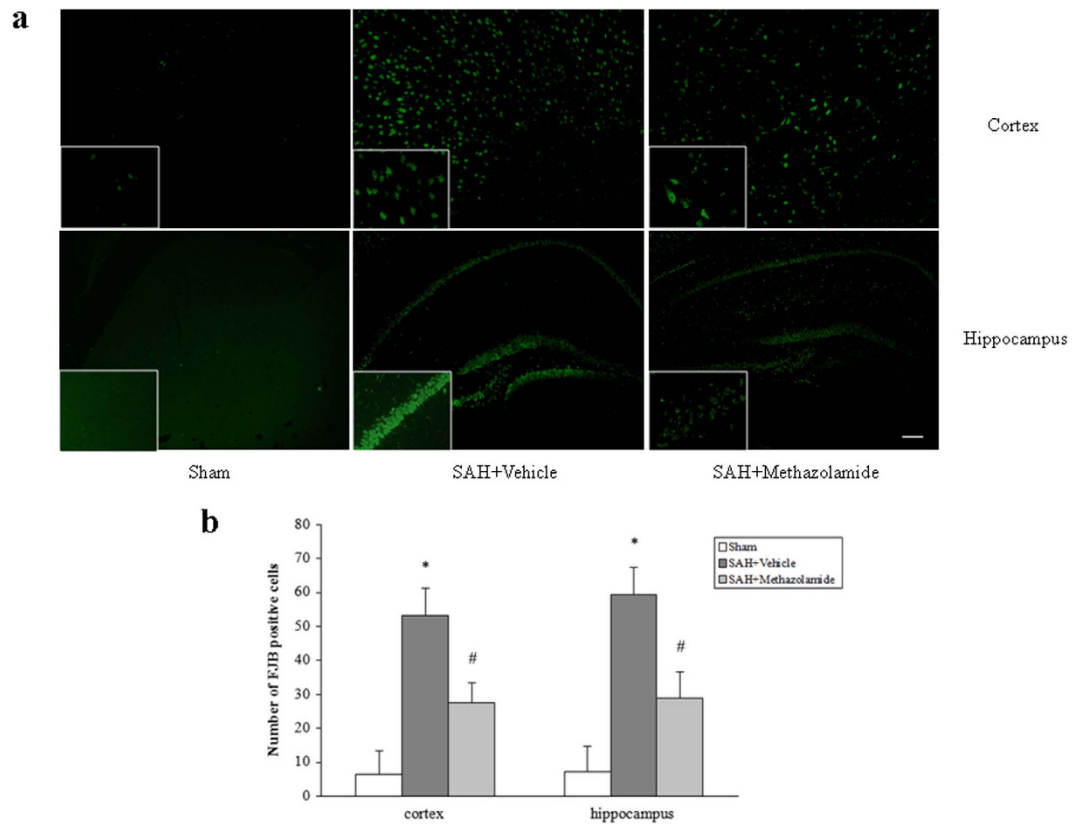 a
Cortex
Hippocampus
Sham
SAH+Vehicle
SAH+Methazolamide
b
Number of FJB positive cells
80
70
60
50
40
30
20
10
0
*
#
*
#
cortex
hippocampus
Sham
SAH+Vehicle
SAH+Methazolamide